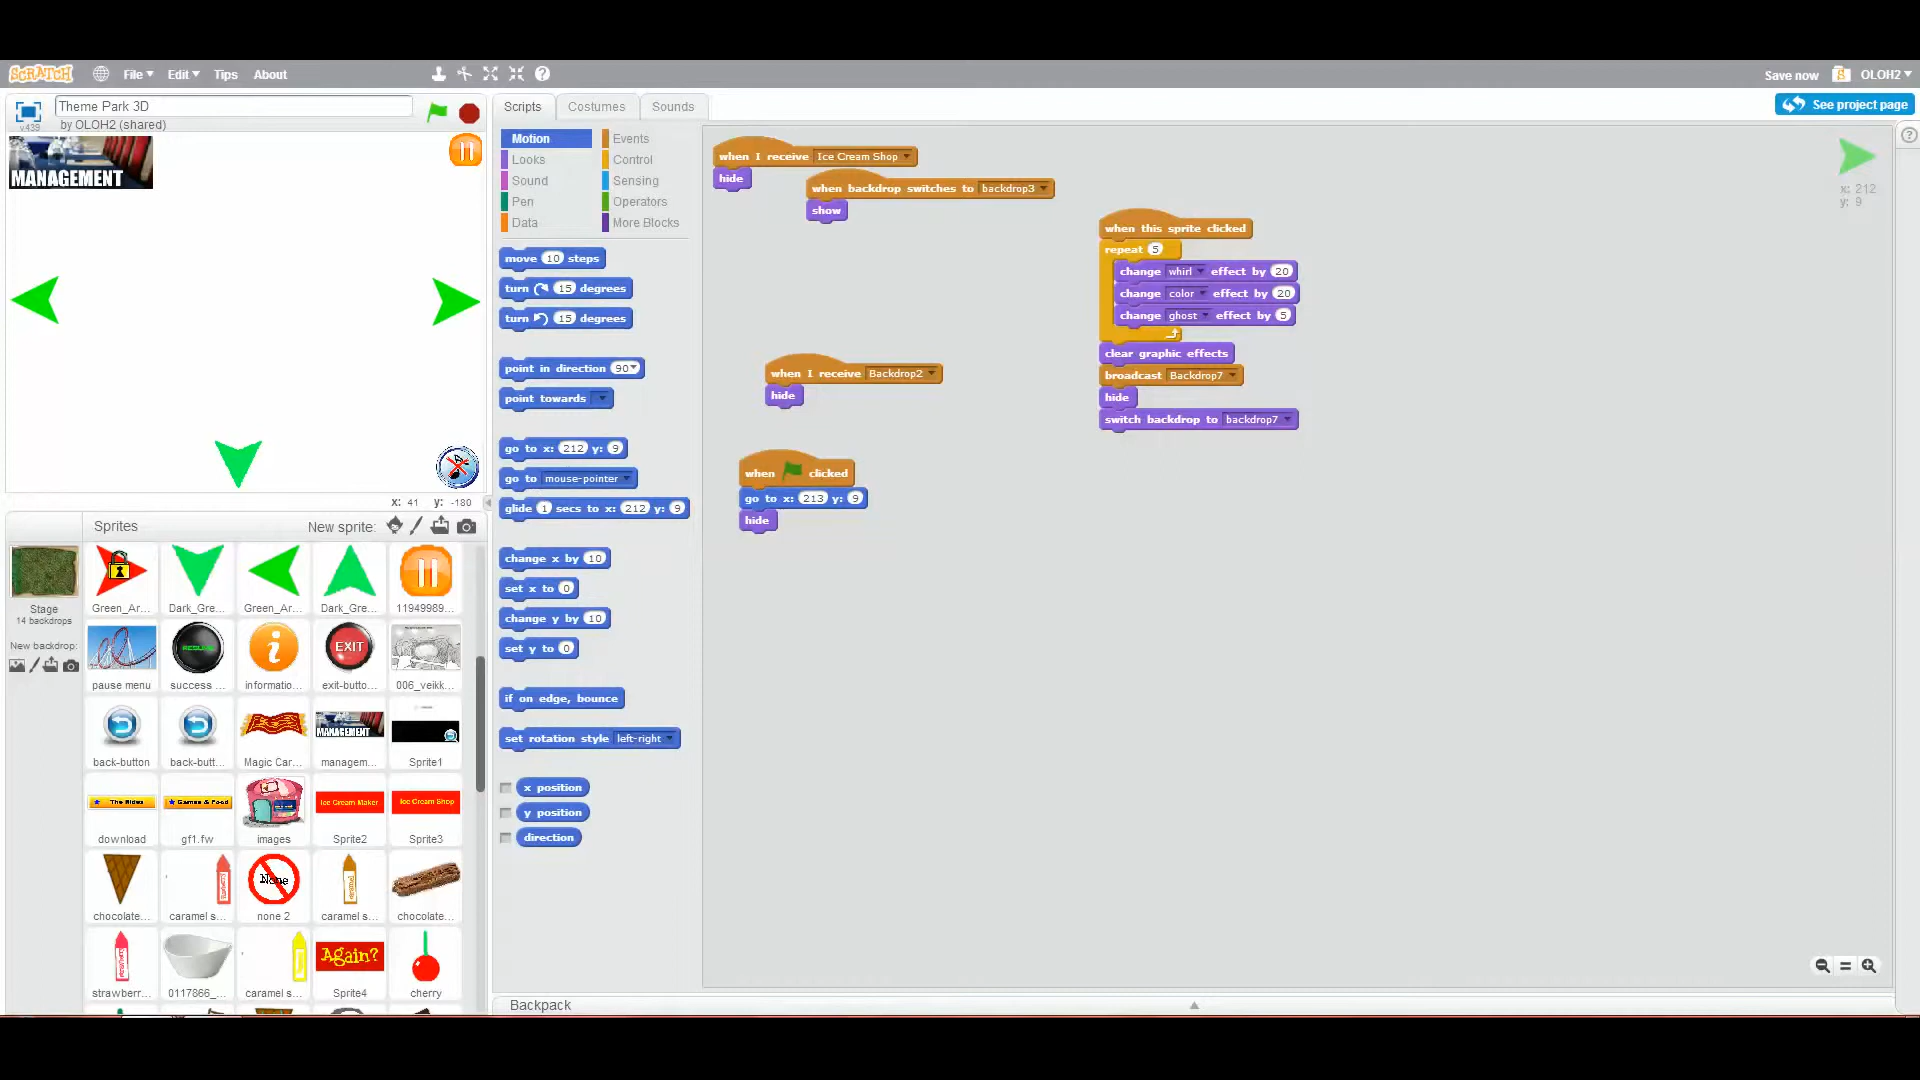 SCRATCH
File Edit Tips About
Save now OLOH2
Theme Park 3D
by OLOH2 (shared)
v439
Scripts Costumes Sounds
See project page
MANAGEMENT
Motion Events
Looks Control
Sound Sensing
Pen Operators
Data More Blocks
move 10 steps
turn 15 degrees
turn 15 degrees
point in direction 90
point towards
go to x: 212 y: 9
go to mouse-pointer
glide 1 secs to x: 212 y: 9
change x by 10
set x to 0
change y by 10
set y to 0
if on edge, bounce
set rotation style left-right
x position
y position
direction
when I receive Ice Cream Shop
hide
when backdrop switches to backdrop3
show
when I receive Backdrop2
hide
when clicked
go to x: 213 y: 9
hide
when this sprite clicked
repeat 5
change whirl effect by 20
change color effect by 20
change ghost effect by 5
clear graphic effects
broadcast Backdrop7
hide
switch backdrop to backdrop7
x: 212
y: 9
x: 41 y: -180
Sprites New sprite:
Stage
14 backdrops
New backdrop:
Green_Ar... Dark_Gre... Green_Ar... Dark_Gre... 11949989...
RESUME EXIT
pause menu success ... informatio... exit-butto... 006_veikk...
MANAGEMENT
back-button back-butt... Magic Car... managem... Sprite1
The Rides Games & Food Ice Cream Maker Ice Cream Shop
download gf1.fw images Sprite2 Sprite3
None
chocolate... caramel s... none 2 caramel s... chocolate...
Again?
strawberr... 0117866_... caramel s... Sprite4 cherry
Backpack